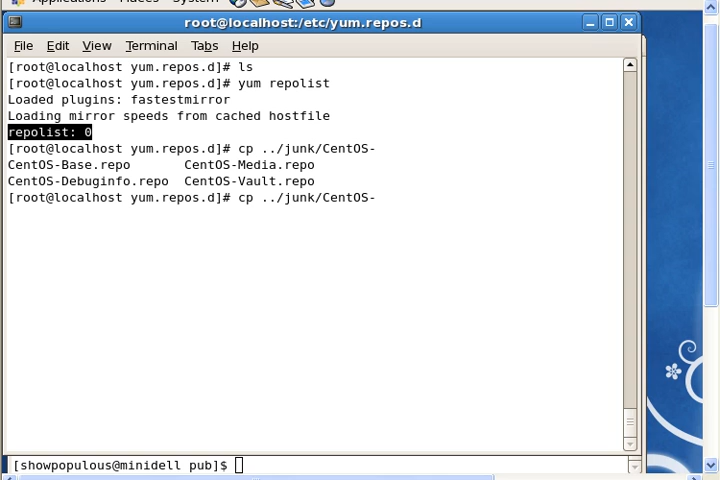 Applications Places System
root@localhost:/etc/yum.repos.d
File Edit View Terminal Tabs Help
[root@localhost yum.repos.d]# ls
[root@localhost yum.repos.d]# yum repolist
Loaded plugins: fastestmirror
Loading mirror speeds from cached hostfile
repolist: 0
[root@localhost yum.repos.d]# cp ../junk/CentOS-
CentOS-Base.repo CentOS-Media.repo
CentOS-Debuginfo.repo CentOS-Vault.repo
[root@localhost yum.repos.d]# cp ../junk/CentOS-
[showpopulous@minidell pub]$